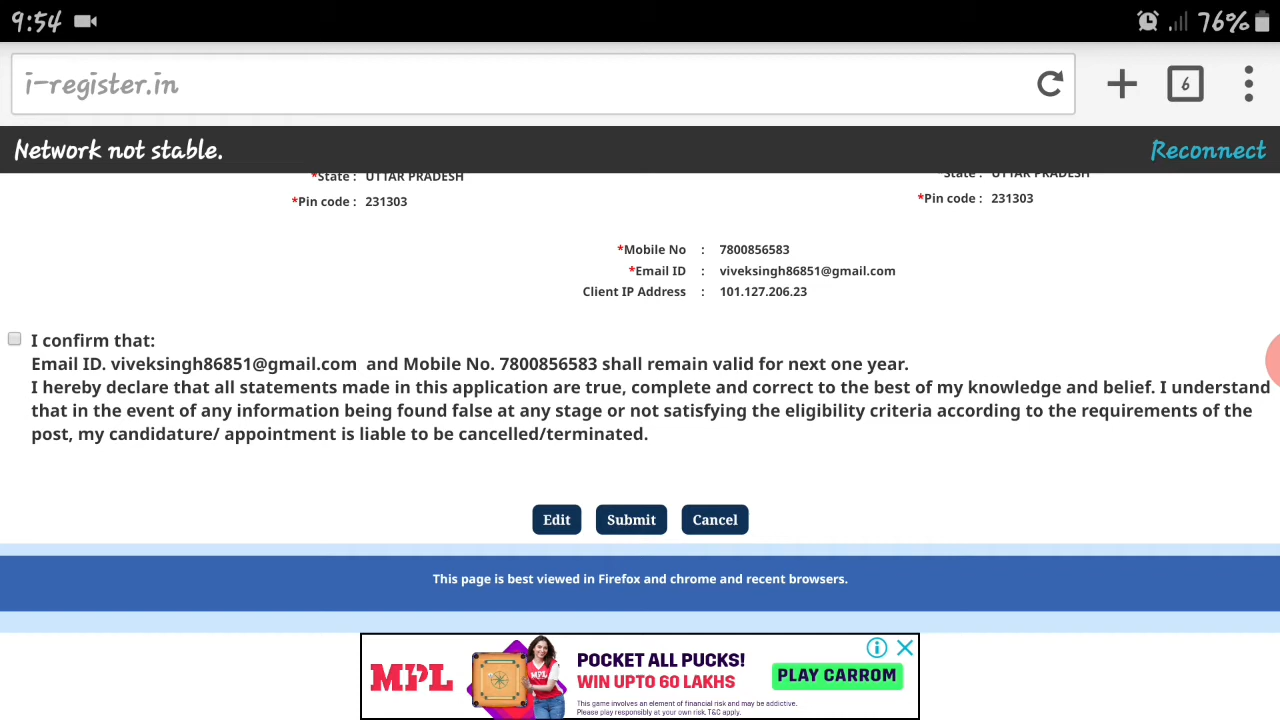 9:54 76%
i-register.in 6
Network not stable. Reconnect
*State : UTTAR PRADESH State : UTTAR PRADESH
*Pin code : 231303 *Pin code : 231303
*Mobile No : 7800856583
*Email ID : viveksingh86851@gmail.com
Client IP Address : 101.127.206.23
I confirm that:
Email ID. viveksingh86851@gmail.com and Mobile No. 7800856583 shall remain valid for next one year.
I hereby declare that all statements made in this application are true, complete and correct to the best of my knowledge and belief. I understand
that in the event of any information being found false at any stage or not satisfying the eligibility criteria according to the requirements of the
post, my candidature/ appointment is liable to be cancelled/terminated.
Edit Submit Cancel
This page is best viewed in Firefox and chrome and recent browsers.
MPL
MPL
POCKET ALL PUCKS!
WIN UPTO 60 LAKHS
PLAY CARROM
This game involves an element of financial risk and may be addictive.
Please play responsibly at your own risk. T&C apply.